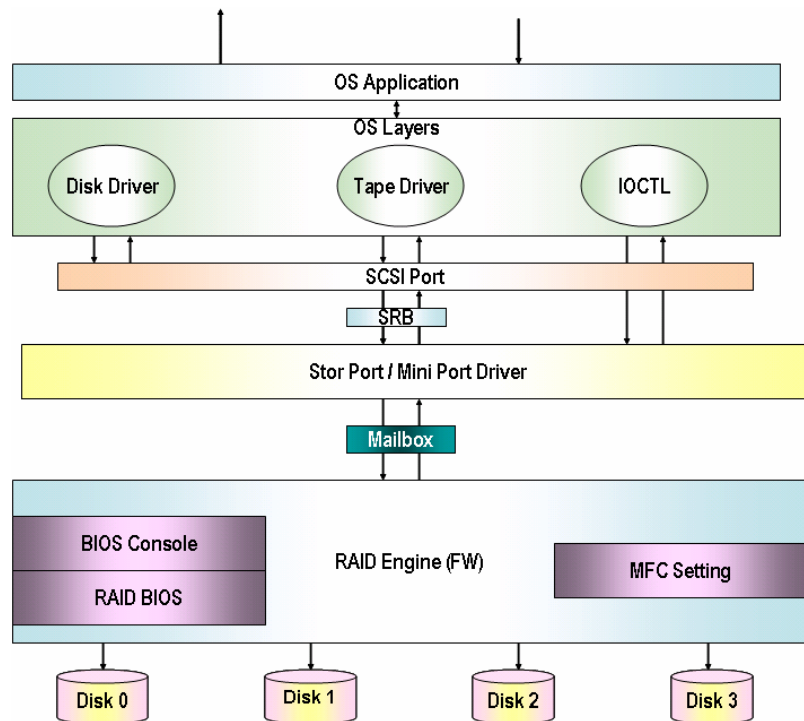 OS Application
OS Layers
Disk Driver
Tape Driver
IOCTL
SCSI Port
SRB
Stor Port / Mini Port Driver
Mailbox
BIOS Console
RAID Engine (FW)
MFC Setting
RAID BIOS
Disk 0
Disk 1
Disk 2
Disk 3